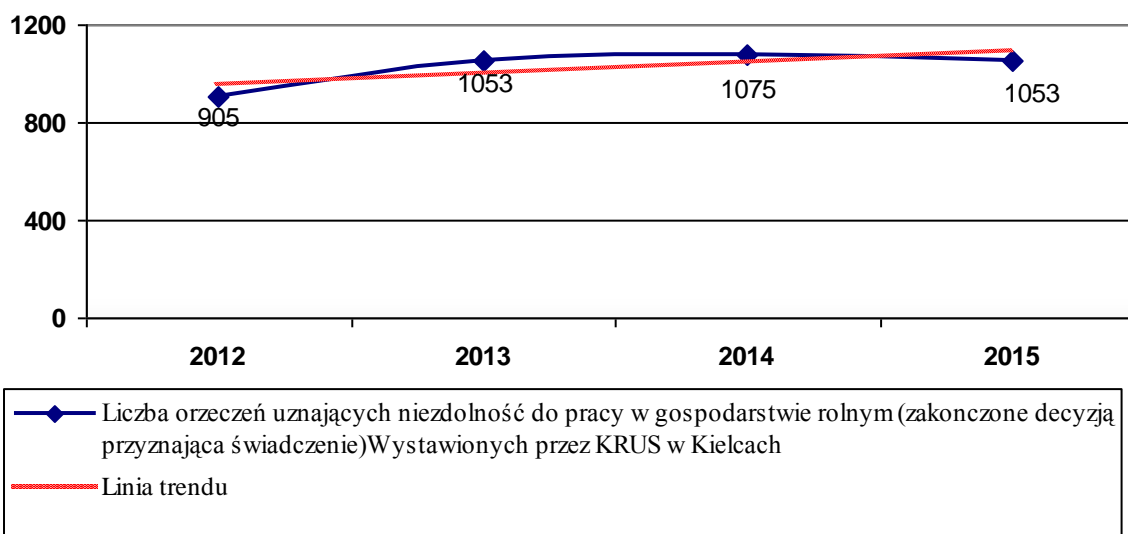 1200
800
400
0
905
1053
1075
1053
2012 2013 2014 2015
Liczba orzeczeń uznających niezdolność do pracy w gospodarstwie rolnym (zakonczone decyzją
przyznająca świadczenie)Wystawionych przez KRUS w Kielcach
Linia trendu